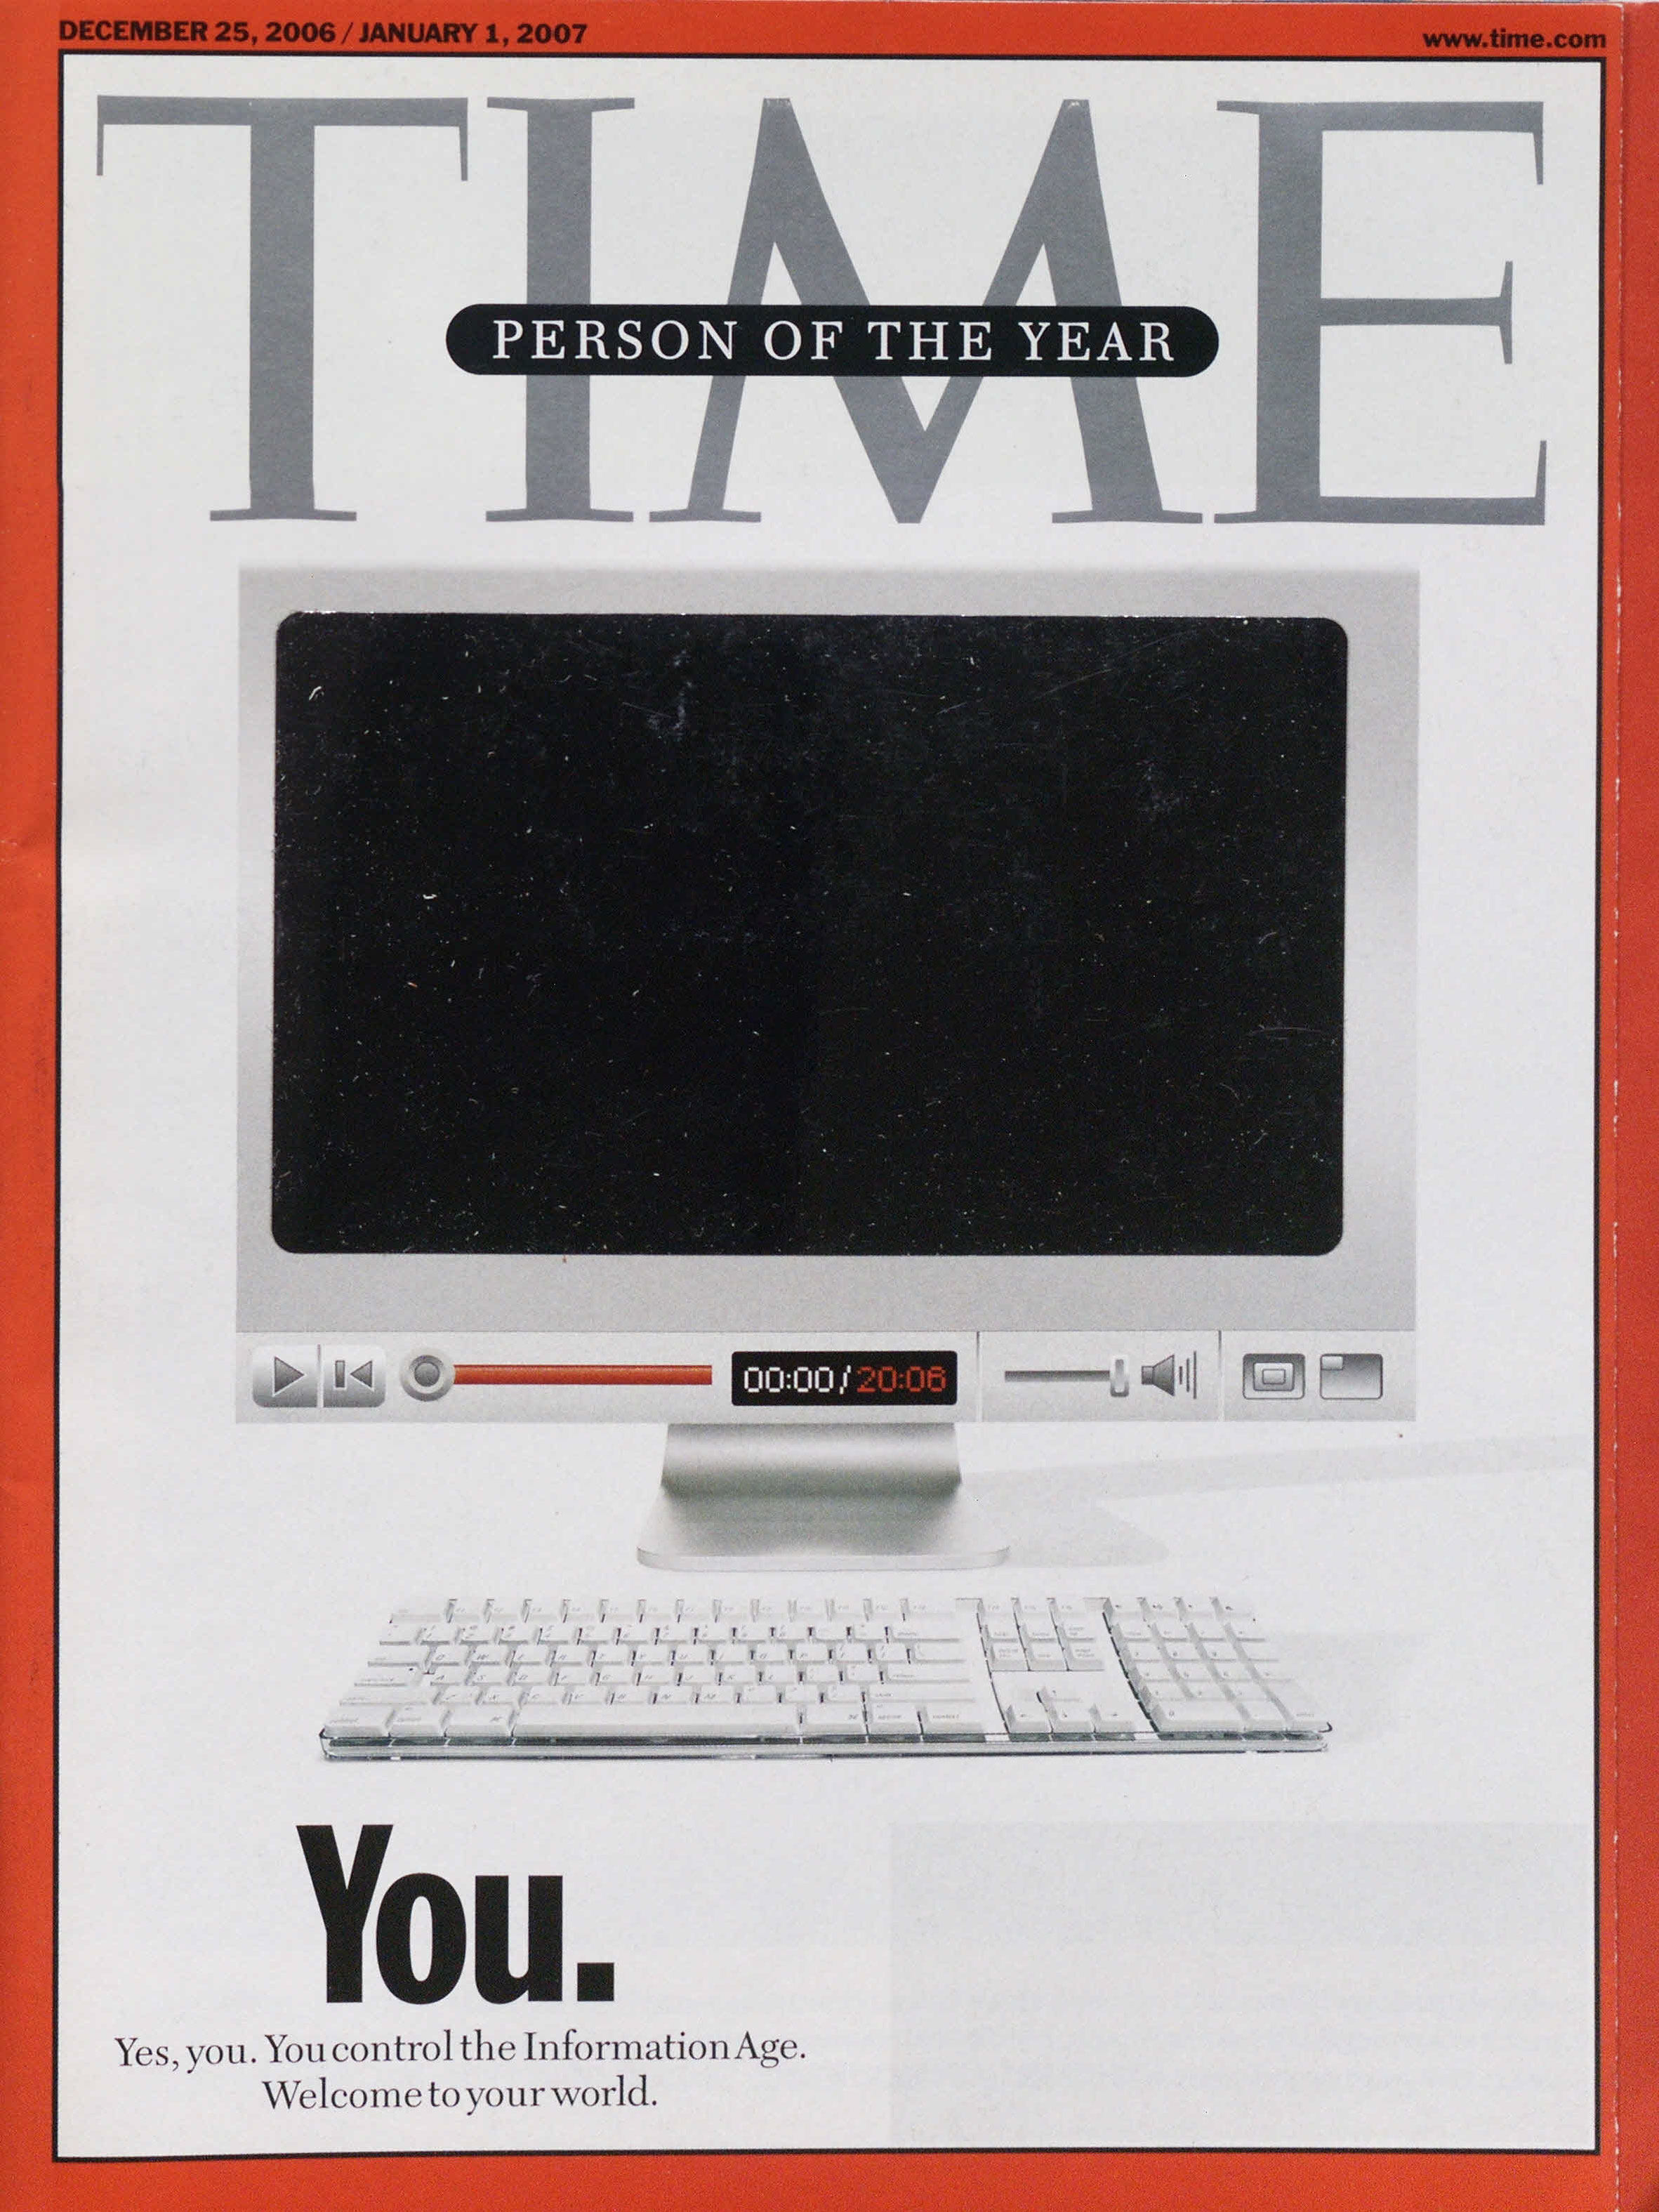 DECEMBER 25, 2006 / JANUARY 1, 2007
www.time.com
TIME
PERSON OF THE YEAR
00:00/20:06
You.
Yes, you. You control the Information Age.
Welcome to your world.